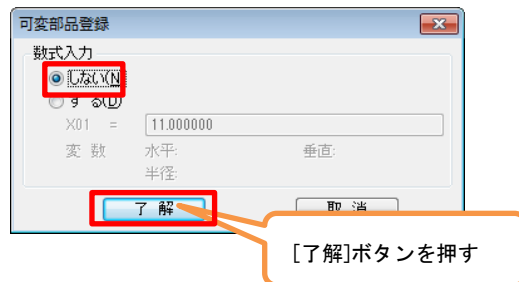 可変部品登録
数式入力
しない(N)
する(D)
X01 = 11.000000
変 数 水平: 垂直:
半径:
了 解 取 消
[了解]ボタンを押す